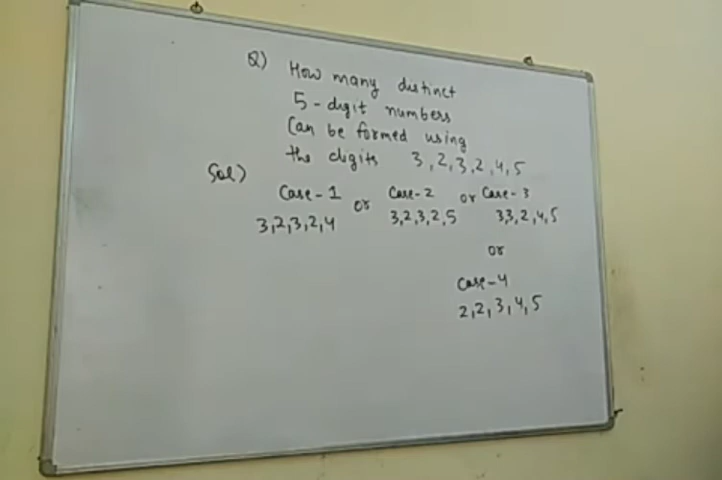 Q) How many distinct
5-digit numbers
Can be formed using
the digits 3,2,3,2,4,5
Sol)
Case-1 or Case-2 or Case-3
3,2,3,2,4 3,2,3,2,5 3,3,2,4,5
or
Case-4
2,2,3,4,5